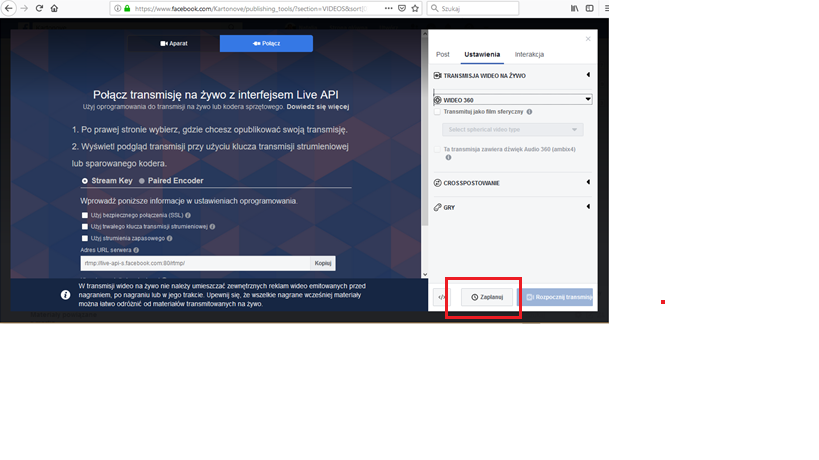 https://www.facebook.com/Kartonove/publishing_tools/?section=VIDEOS&sort[
Szukaj
Aparat
Połącz
Połącz transmisję na żywo z interfejsem Live API
Użyj oprogramowania do transmisji na żywo lub kodera sprzętowego. Dowiedz się więcej
1. Po prawej stronie wybierz, gdzie chcesz opublikować swoją transmisję.
2. Wyświetl podgląd transmisji przy użyciu klucza transmisji strumieniowej
lub sparowanego kodera.
Stream Key
Paired Encoder
Wprowadź poniższe informacje w ustawieniach oprogramowania.
Użyj bezpiecznego połączenia (SSL)
Użyj trwałego klucza transmisji strumieniowej
Użyj strumienia zapasowego
Adres URL serwera
rtmp://live-api-s.facebook.com:80/rtmp/
Kopiuj
W transmisji wideo na żywo nie należy umieszczać zewnętrznych reklam wideo emitowanych przed
nagraniem, po nagraniu lub w jego trakcie. Upewnij się, że wszelkie nagrane wcześniej materiały
można łatwo odróżnić od materiałów transmitowanych na żywo.
Post
Ustawienia
Interakcja
TRANSMISJA WIDEO NA ŻYWO
WIDEO 360
Transmituj jako film sferyczny
Select spherical video type
Ta transmisja zawiera dźwięk Audio 360 (ambix4)
CROSSPOSTOWANIE
GRY
</>
Zaplanuj
Rozpocznij transmisję